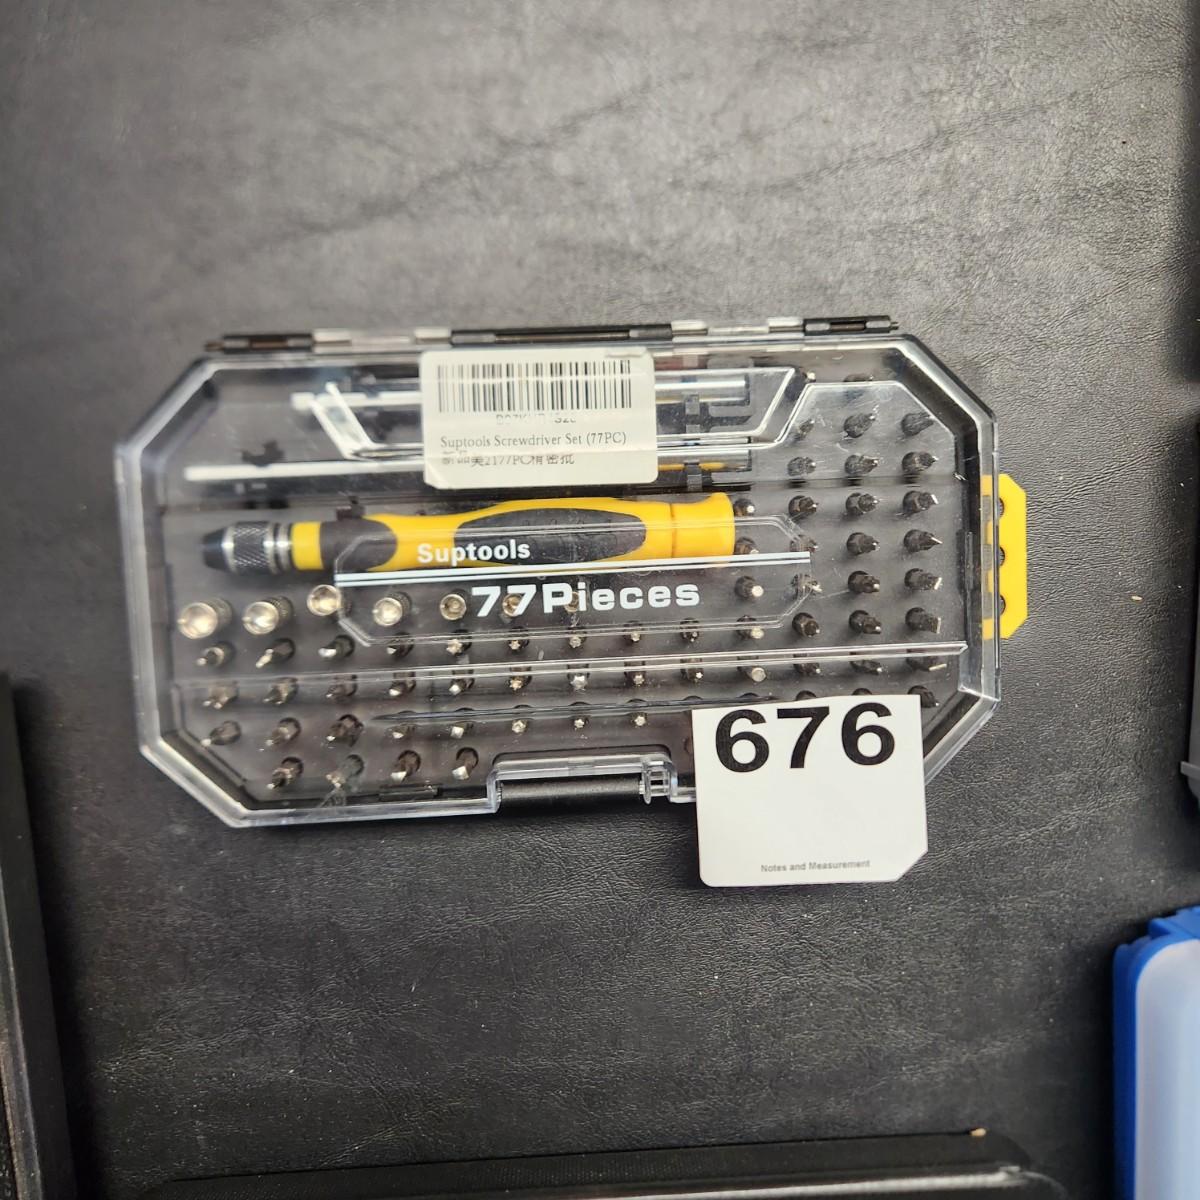 Suptools Screwdriver Set (77PC)
Suptools
77Pieces
676
Notes and Measurement